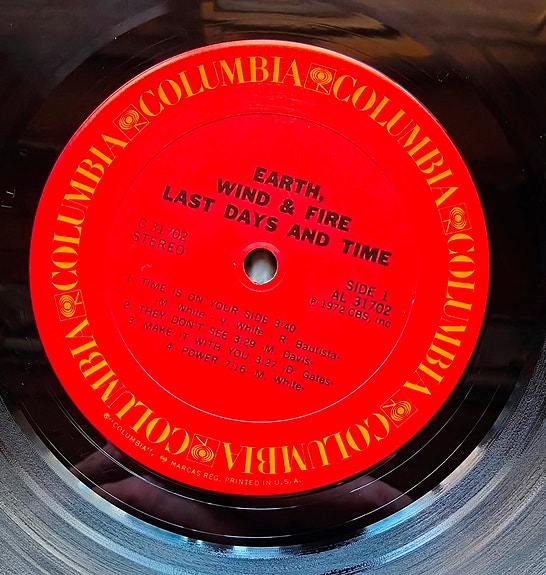 COLUMBIA COLUMBIA COLUMBIA COLUMBIA COLUMBIA COLUMBIA
EARTH,
WIND & FIRE
LAST DAYS AND TIME
C 31702
STEREO
SIDE 1
AL 31702
℗ 1972 CBS, Inc
1. TIME IS ON YOUR SIDE 3:40
-M. White - V. White - R. Bautista-
2. THEY DON'T SEE 3:29 -M. Davis-
3. MAKE IT WITH YOU 3:27 -D. Gates-
4. POWER 7:16 -M. White-
® "COLUMBIA", MARCAS REG. PRINTED IN U.S.A.